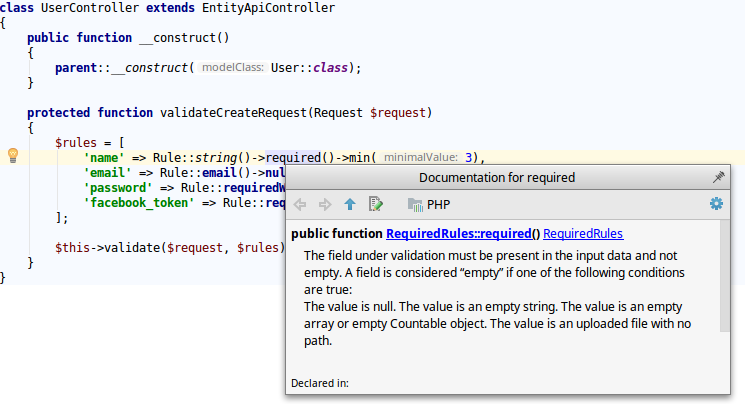 class UserController extends EntityApiController
{
public function __construct()
{
parent::__construct( modelClass: User::class);
}
protected function validateCreateRequest(Request $request)
{
$rules = [
'name' => Rule::string()->required()->min( minimalValue: 3),
'email' => Rule::email()->nul
'password' => Rule::requiredW
'facebook_token' => Rule::req
];
$this->validate($request, $rules)
}
}
Documentation for required
PHP
public function RequiredRules::required() RequiredRules
The field under validation must be present in the input data and not
empty. A field is considered “empty” if one of the following conditions
are true:
The value is null. The value is an empty string. The value is an empty
array or empty Countable object. The value is an uploaded file with no
path.
Declared in: